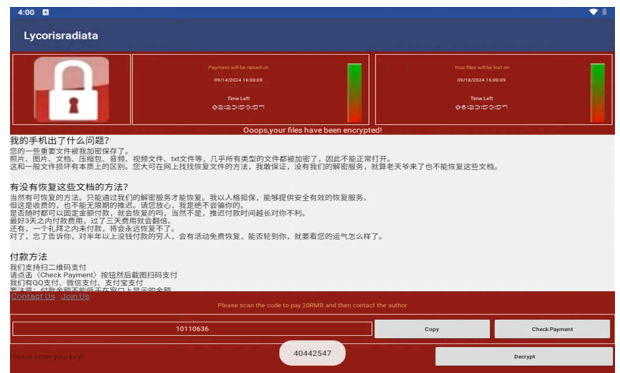 4:00
Lycorisradiata
Payment will be raised on
09/14/2024 16:00:09
Time Left
Your files will be lost on
09/18/2024 16:00:09
Time Left
Ooops,your files have been encrypted!
我的手机出了什么问题?
您的一些重要文件被我加密保存了。
照片、图片、文档、压缩包、音频、视频文件、txt文件等，几乎所有类型的文件都被加密了，因此不能正常打开。
这和一般文件损坏有本质上的区别。您大可在网上找找恢复文件的方法，我敢保证，没有我们的解密服务，就算老天爷来了也不能恢复这些文档。
有没有恢复这些文档的方法?
当然有可恢复的方法。只能通过我们的解密服务才能恢复。我以人格担保，能够提供安全有效的恢复服务。
但这是收费的，也不能无限期的推迟。请您放心，我是绝不会骗你的。
是否随时都可以固定金额付款，就会恢复的吗，当然不是，推迟付款时间越长对你不利。
最好3天之内付款费用，过了三天费用就会翻倍。
还有，一个礼拜之内未付款，将会永远恢复不了。
对了，忘了告诉你，对半年以上没钱付款的穷人，会有活动免费恢复，能否轮到你，就要看您的运气怎么样了。
付款方法
我们支持扫二维码支付
请点击〈Check Payment〉按钮然后截图扫码支付
我们有QQ支付，微信支付，支付宝支付
要注意：付款金额不能低于在窗口上显示的金额
Contact Us Join Us
Please scan the code to pay 20RMB and then contact the author
10110636
Copy
Check Payment
40442547
Decrypt